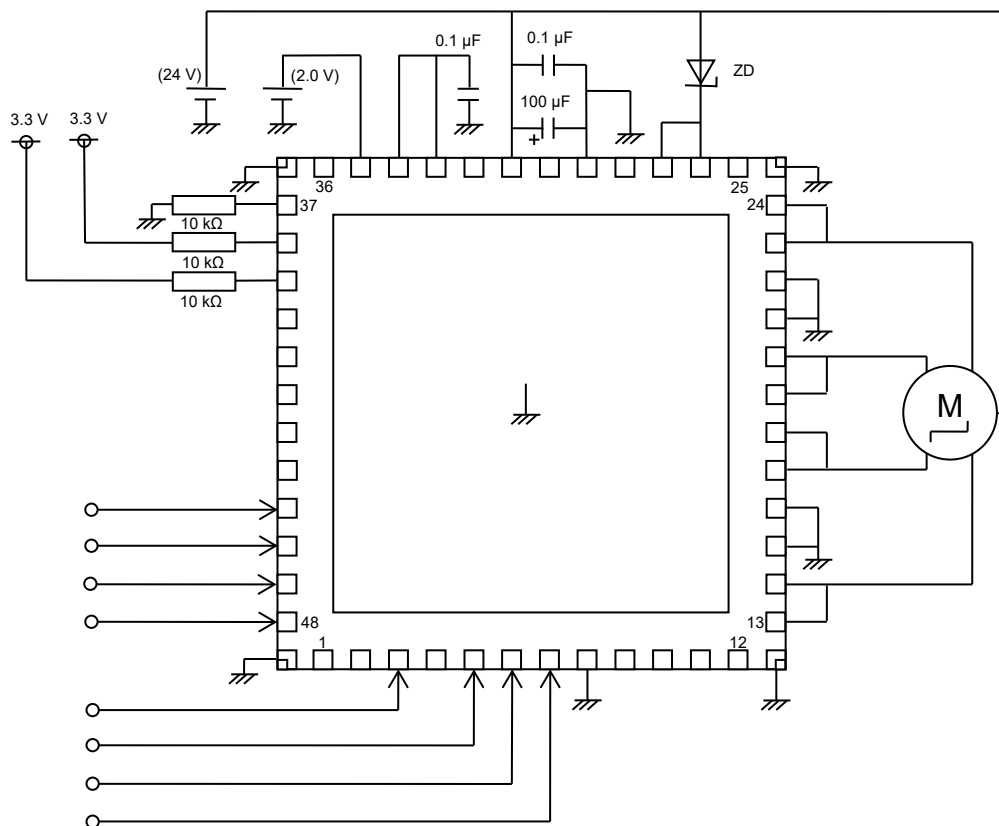 0.1 µF
0.1 µF
(24 V)
(2.0 V)
ZD
100 µF
+
3.3 V
3.3 V
36
25
37
24
10 kΩ
10 kΩ
10 kΩ
M
48
13
1
12